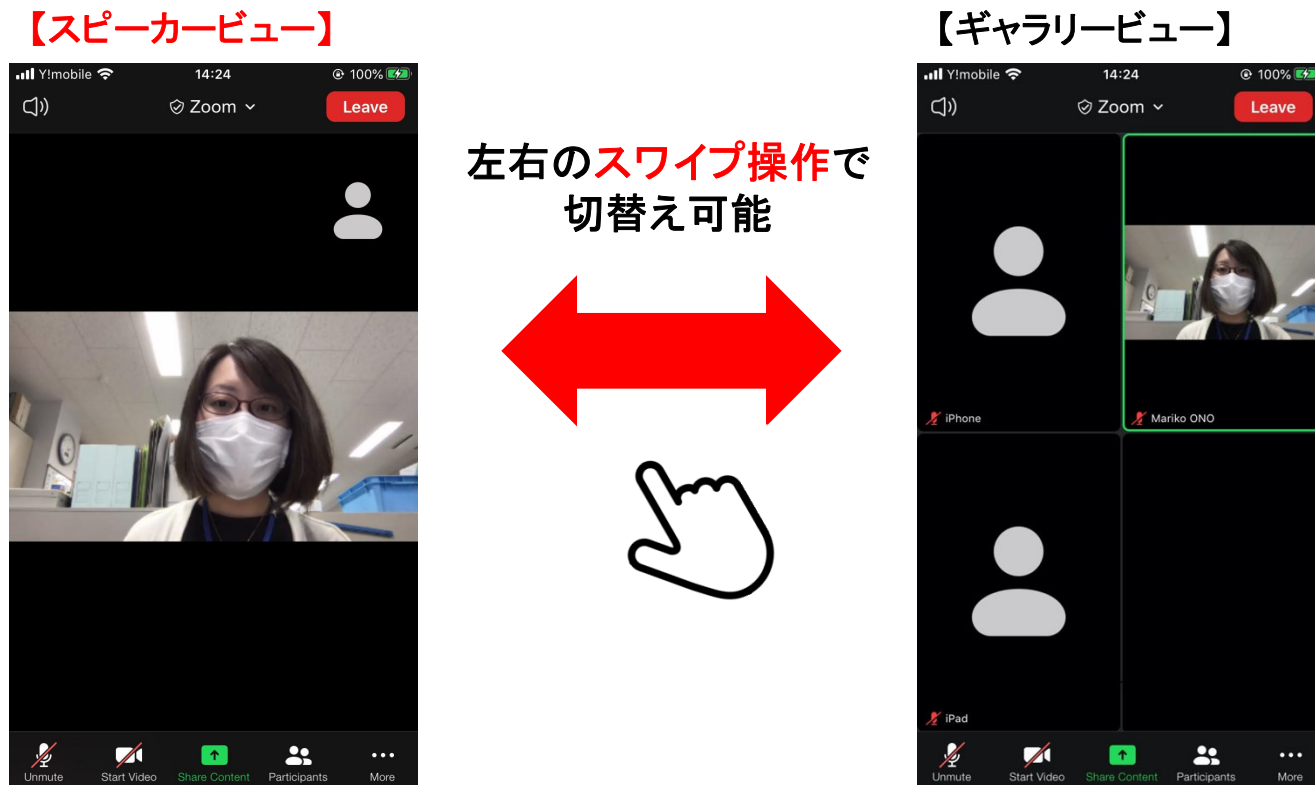 【スピーカービュー】
Y!mobile 14:24 100%
Zoom Leave
Unmute Start Video Share Content Participants More
左右のスワイプ操作で
切替え可能
【ギャラリービュー】
Y!mobile 14:24 100%
Zoom Leave
iPhone Mariko ONO
iPad
Unmute Start Video Share Content Participants More